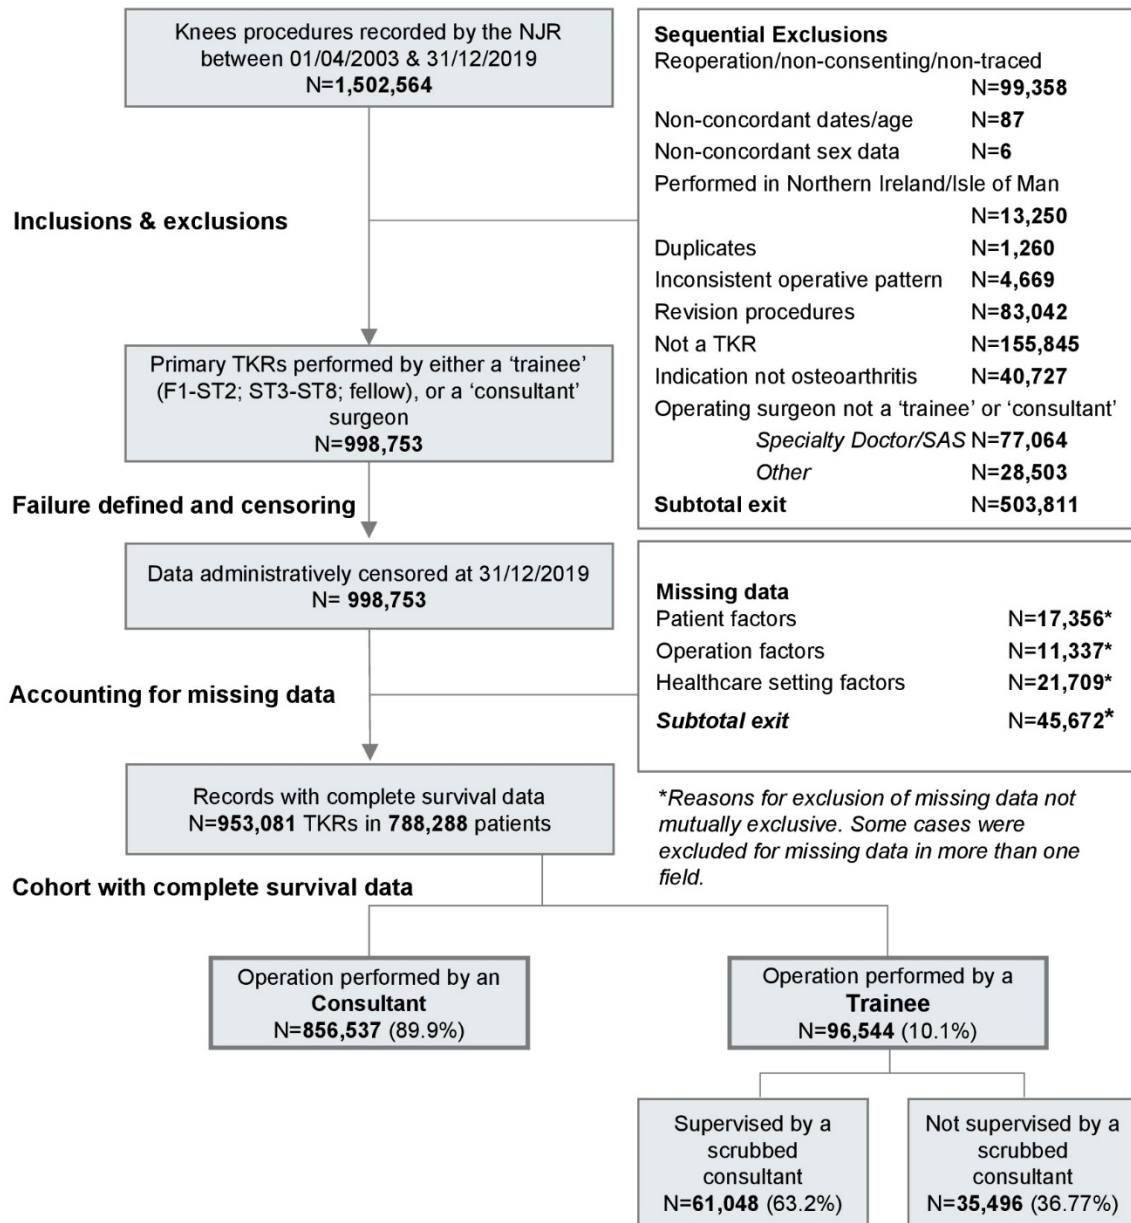 Knees procedures recorded by the NJR
between 01/04/2003 & 31/12/2019
N=1,502,564
Sequential Exclusions
Reoperation/non-consenting/non-traced
N=99,358
Non-concordant dates/age N=87
Non-concordant sex data N=6
Performed in Northern Ireland/Isle of Man
N=13,250
Duplicates N=1,260
Inconsistent operative pattern N=4,669
Revision procedures N=83,042
Not a TKR N=155,845
Indication not osteoarthritis N=40,727
Operating surgeon not a ‘trainee’ or ‘consultant’
Specialty Doctor/SAS N=77,064
Other N=28,503
Subtotal exit N=503,811
Inclusions & exclusions
Primary TKRs performed by either a ‘trainee’
(F1-ST2; ST3-ST8; fellow), or a ‘consultant’
surgeon
N=998,753
Failure defined and censoring
Data administratively censored at 31/12/2019
N= 998,753
Missing data
Patient factors N=17,356*
Operation factors N=11,337*
Healthcare setting factors N=21,709*
Subtotal exit N=45,672*
Accounting for missing data
Records with complete survival data
N=953,081 TKRs in 788,288 patients
*Reasons for exclusion of missing data not
mutually exclusive. Some cases were
excluded for missing data in more than one
field.
Cohort with complete survival data
Operation performed by an
Consultant
N=856,537 (89.9%)
Operation performed by a
Trainee
N=96,544 (10.1%)
Supervised by a
scrubbed
consultant
N=61,048 (63.2%)
Not supervised by a
scrubbed
consultant
N=35,496 (36.77%)